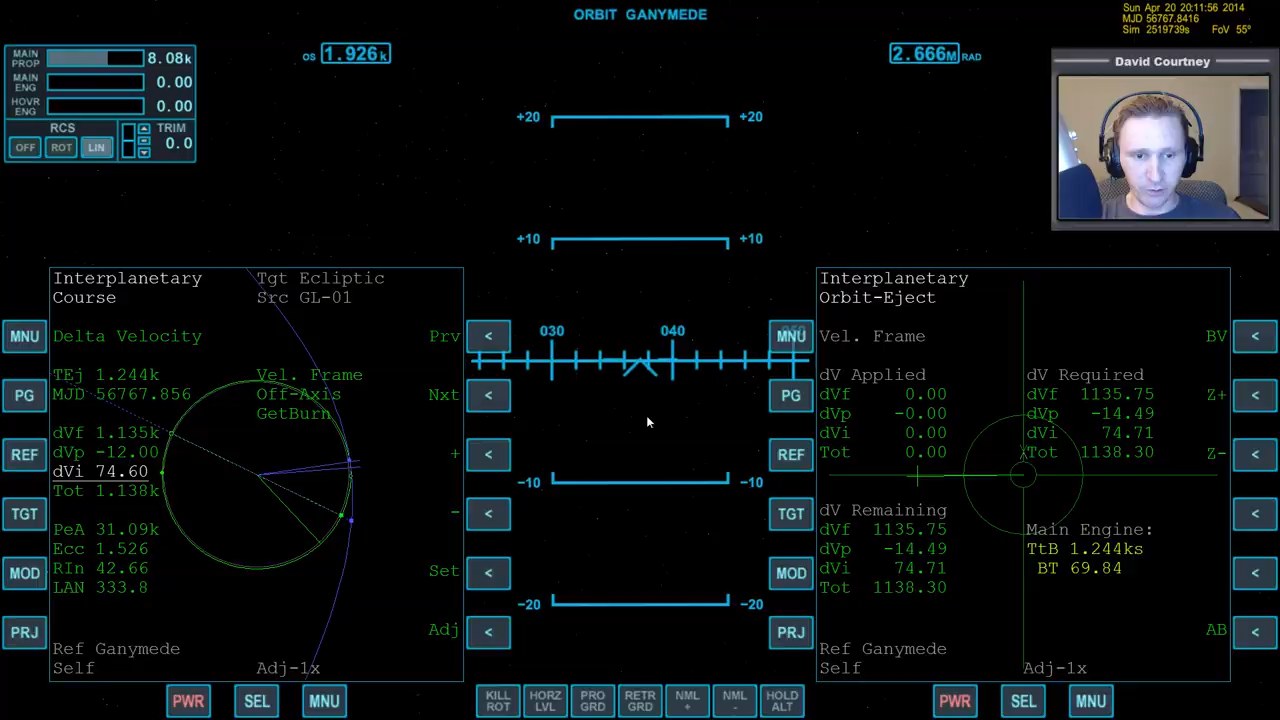 ORBIT GANYMEDE
Sun Apr 20 20:11:56 2014
MJD 56767.8416
Sim 2519739s FoV 55°
MAIN PROP 8.08k
MAIN ENG 0.00
HOVR ENG 0.00
RCS TRIM
OFF ROT LIN 0.0
OS 1.926k
2.666M RAD
David Courtney
+20 +20
+10 +10
030 040
-10 -10
-20 -20
Interplanetary Tgt Ecliptic
Course Src GL-01
Delta Velocity Prv
TEj 1.244k Vel. Frame
MJD 56767.856 Off-Axis Nxt
GetBurn
dVf 1.135k
dVp -12.00 +
dVi 74.60
Tot 1.138k
-
PeA 31.09k
Ecc 1.526
RIn 42.66 Set
LAN 333.8
Adj
Ref Ganymede
Self Adj-1x
MNU
PG
REF
TGT
MOD
PRJ
<
<
<
<
<
<
PWR SEL MNU
KILL ROT
HORZ LVL
PRO GRD
RETR GRD
NML +
NML -
HOLD ALT
MNU
PG
REF
TGT
MOD
PRJ
Interplanetary
Orbit-Eject
Vel. Frame BV
dV Applied dV Required
dVf 0.00 dVf 1135.75 Z+
dVp -0.00 dVp -14.49
dVi 0.00 dVi 74.71
Tot 0.00 Tot 1138.30 Z-
dV Remaining
dVf 1135.75 Main Engine:
dVp -14.49 TtB 1.244ks
dVi 74.71 BT 69.84
Tot 1138.30
AB
Ref Ganymede
Self Adj-1x
<
<
<
<
<
<
PWR SEL MNU